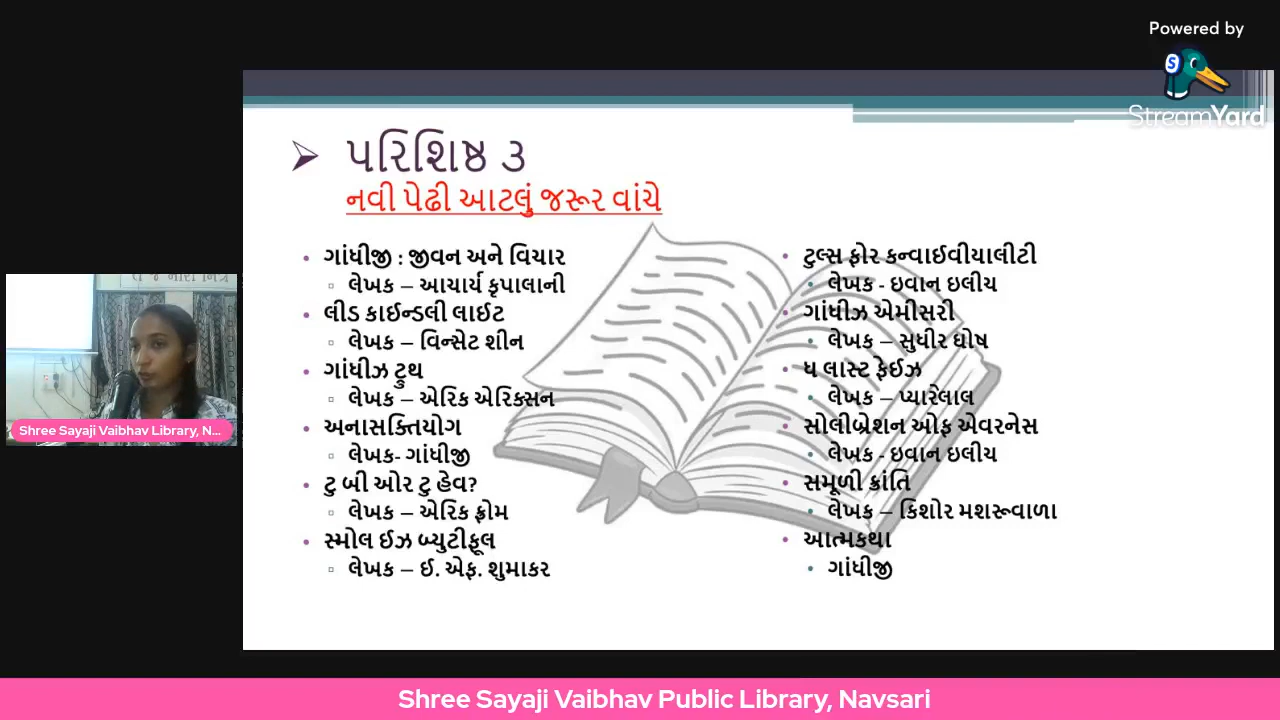 Powered by
StreamYard
પરિશિષ્ઠ ૩
નવી પેઢી આટલું જરૂર વાંચે
ગાંધીજી : જીવન અને વિચાર
લેખક – આચાર્ય કૃપાલાની
લીડ કાઈન્ડલી લાઈટ
લેખક – વિન્સેટ શીન
ગાંધીઝ ટ્રુથ
લેખક – એરિક એરિક્સન
અનાસક્તિયોગ
લેખક- ગાંધીજી
ટુ બી ઓર ટુ હેવ?
લેખક – એરિક ફ્રોમ
સ્મોલ ઈઝ બ્યુટીફૂલ
લેખક – ઈ. એફ. શુમાકર
ટુલ્સ ફોર કન્વાઈવીયાલીટી
લેખક - ઇવાન ઇલીચ
ગાંધીઝ એમીસરી
લેખક – સુધીર ઘોષ
ધ લાસ્ટ ફેઈઝ
લેખક – પ્યારેલાલ
સોલીબ્રેશન ઓફ એવરનેસ
લેખક - ઇવાન ઇલીચ
સમૂળી ક્રાંતિ
લેખક – કિશોર મશરૂવાળા
આત્મકથા
ગાંધીજી
Shree Sayaji Vaibhav Library, N...
Shree Sayaji Vaibhav Public Library, Navsari